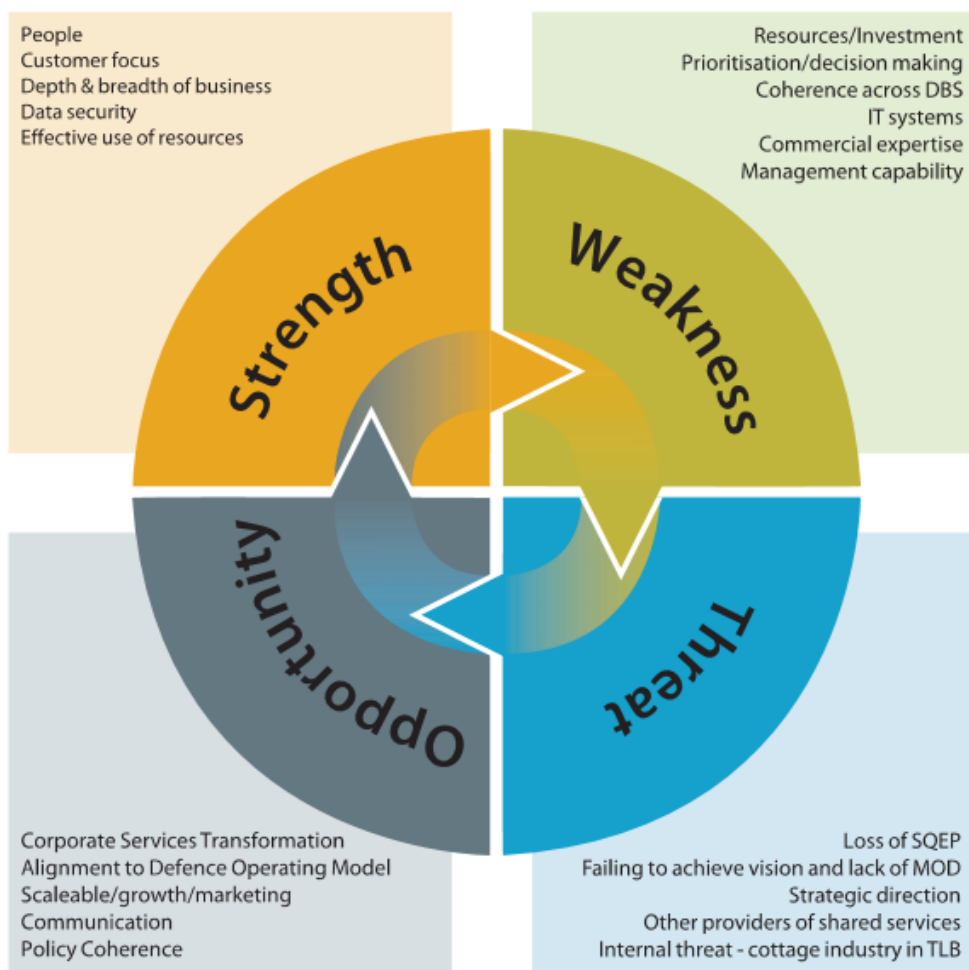 People
Customer focus
Depth & breadth of business
Data security
Effective use of resources
Resources/Investment
Prioritisation/decision making
Coherence across DBS
IT systems
Commercial expertise
Management capability
Strength
Weakness
Opportunity
Threat
Corporate Services Transformation
Alignment to Defence Operating Model
Scaleable/growth/marketing
Communication
Policy Coherence
Loss of SQEP
Failing to achieve vision and lack of MOD
Strategic direction
Other providers of shared services
Internal threat - cottage industry in TLB